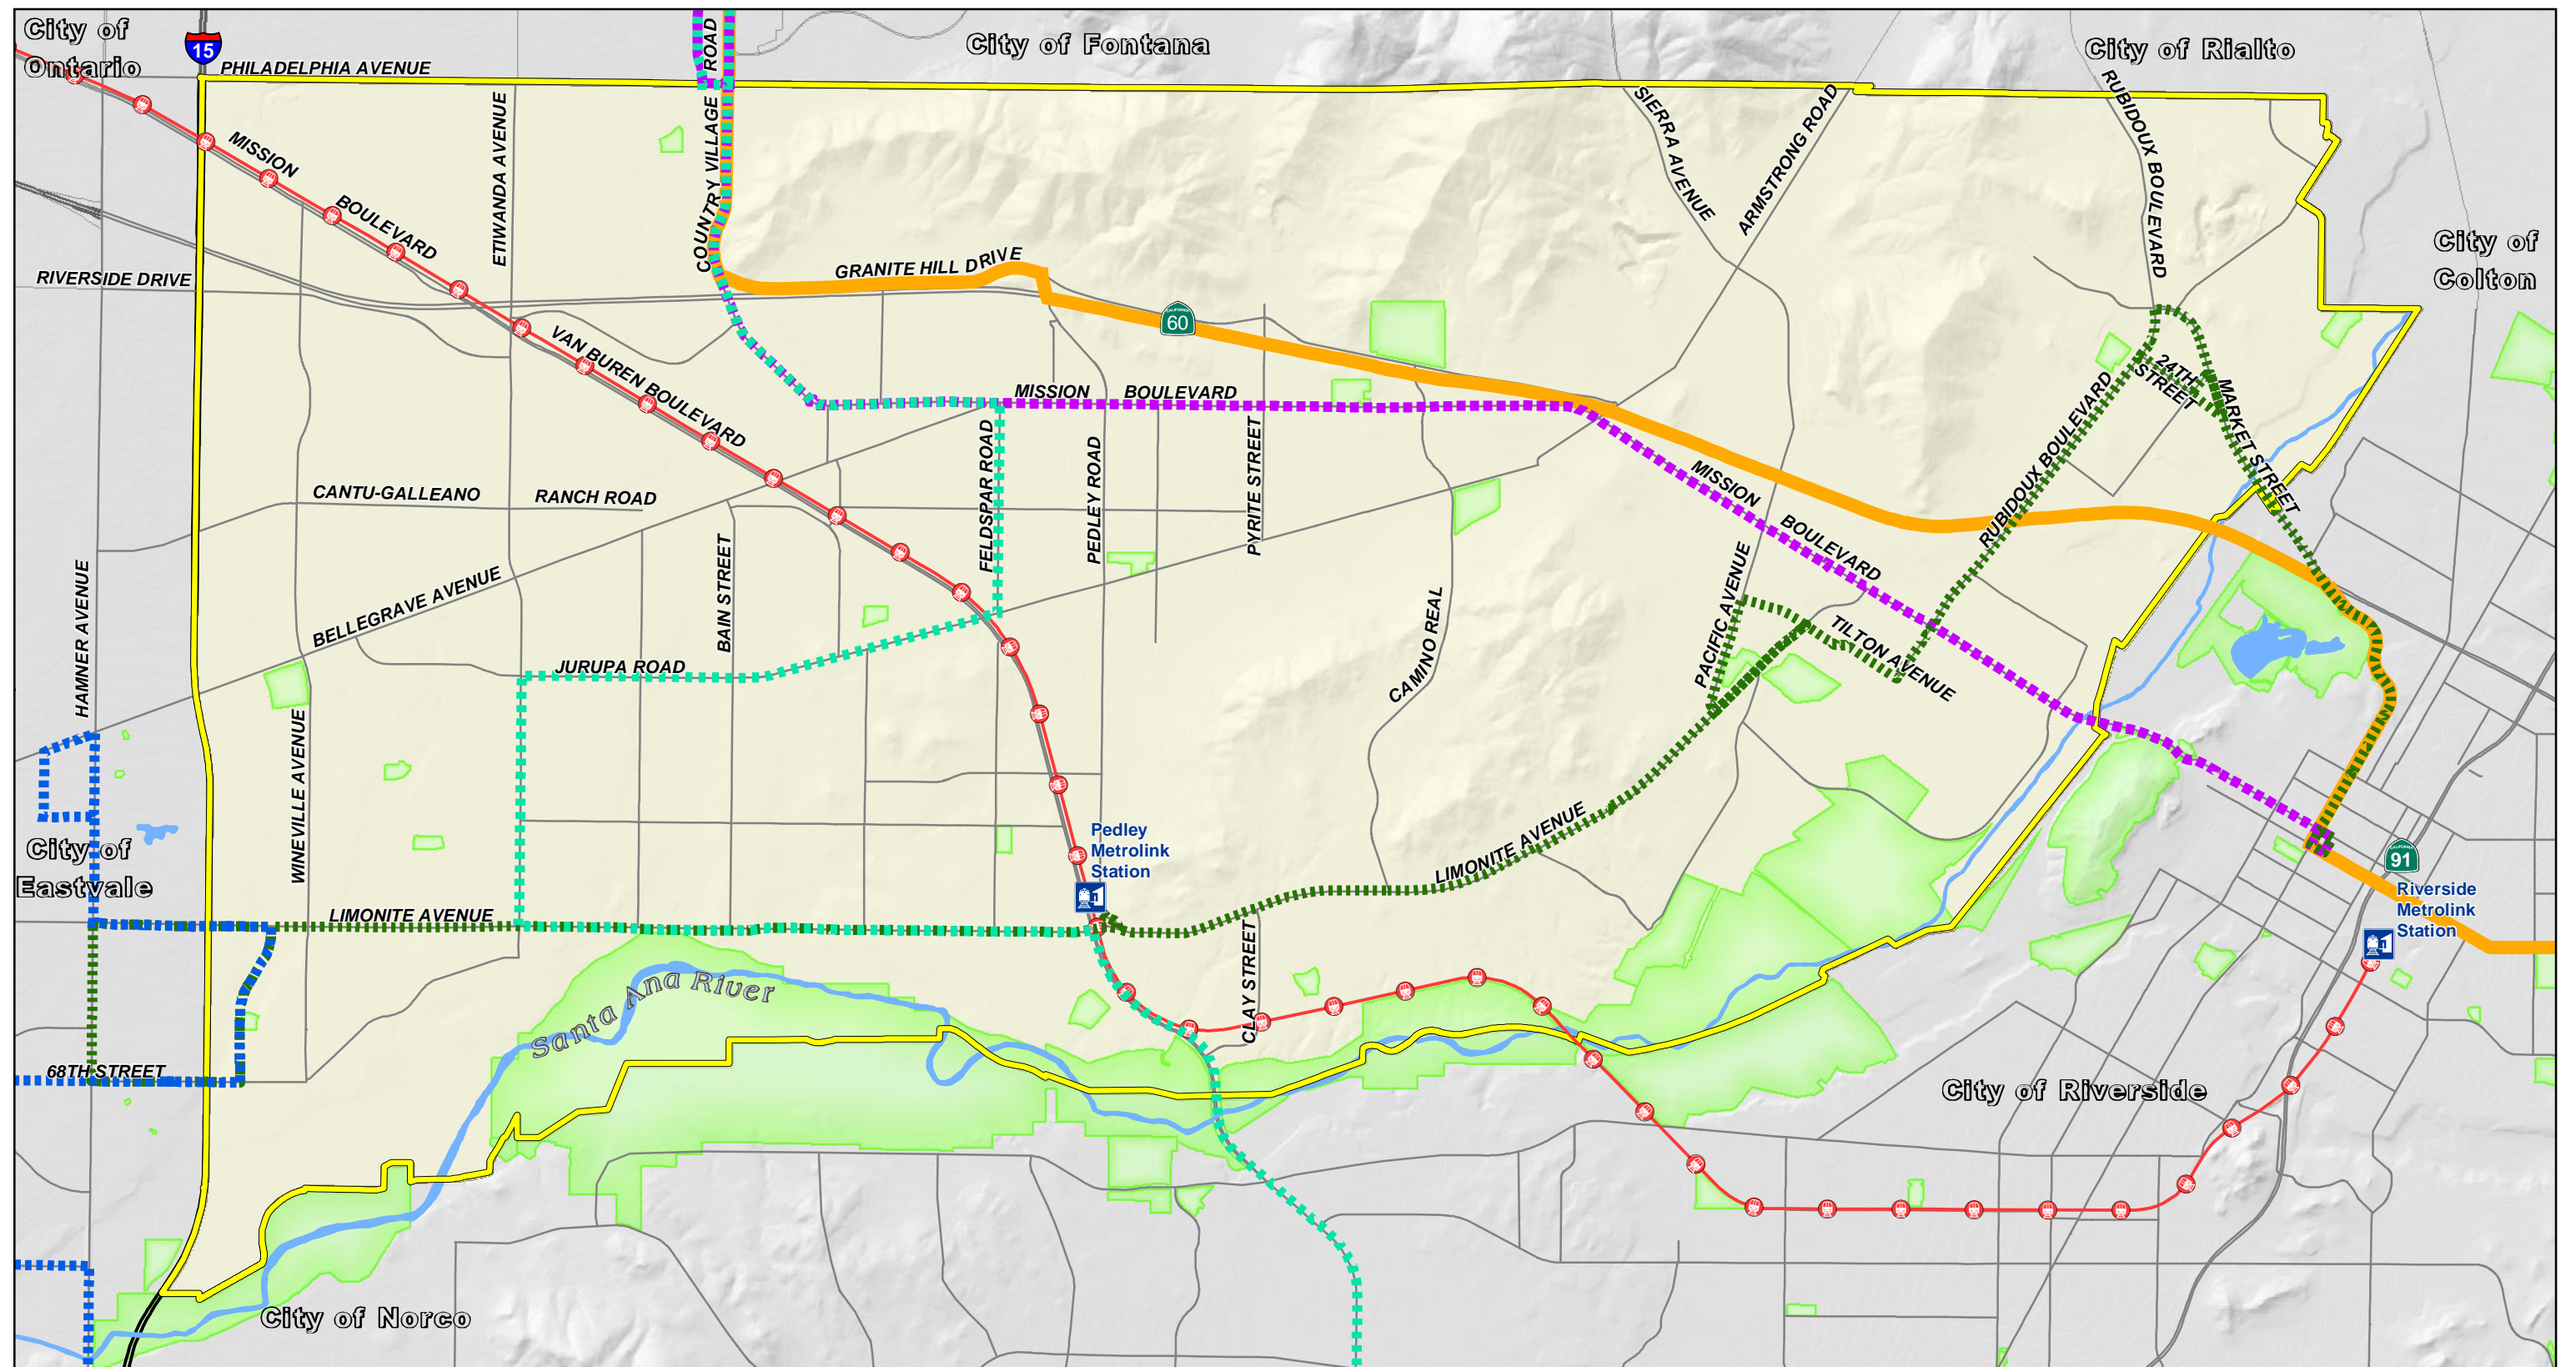 City of
Ontario
15
PHILADELPHIA AVENUE
ROAD
City of Fontana
City of Rialto
MISSION
BOULEVARD
ETIWANDA AVENUE
COUNTRY VILLAGE
SIERRA AVENUE
ARMSTRONG ROAD
RUBIDOUX BOULEVARD
City of
Colton
RIVERSIDE DRIVE
GRANITE HILL DRIVE
CALIFORNIA
60
VAN BUREN BOULEVARD
MISSION BOULEVARD
24TH
STREET
MARKET STREET
CANTU-GALLEANO RANCH ROAD
FELDSPAR ROAD
PEDLEY ROAD
PYRITE STREET
MISSION
BOULEVARD
RUBIDOUX BOULEVARD
HAMNER AVENUE
BELLEGRAVE AVENUE
BAIN STREET
JURUPA ROAD
CAMINO REAL
PACIFIC AVENUE
TILTON AVENUE
WINEVILLE AVENUE
City of
Eastvale
Pedley
Metrolink
Station
LIMONITE AVENUE
CALIFORNIA
91
Riverside
Metrolink
Station
LIMONITE AVENUE
Santa Ana River
CLAY STREET
68TH STREET
City of Riverside
City of Norco